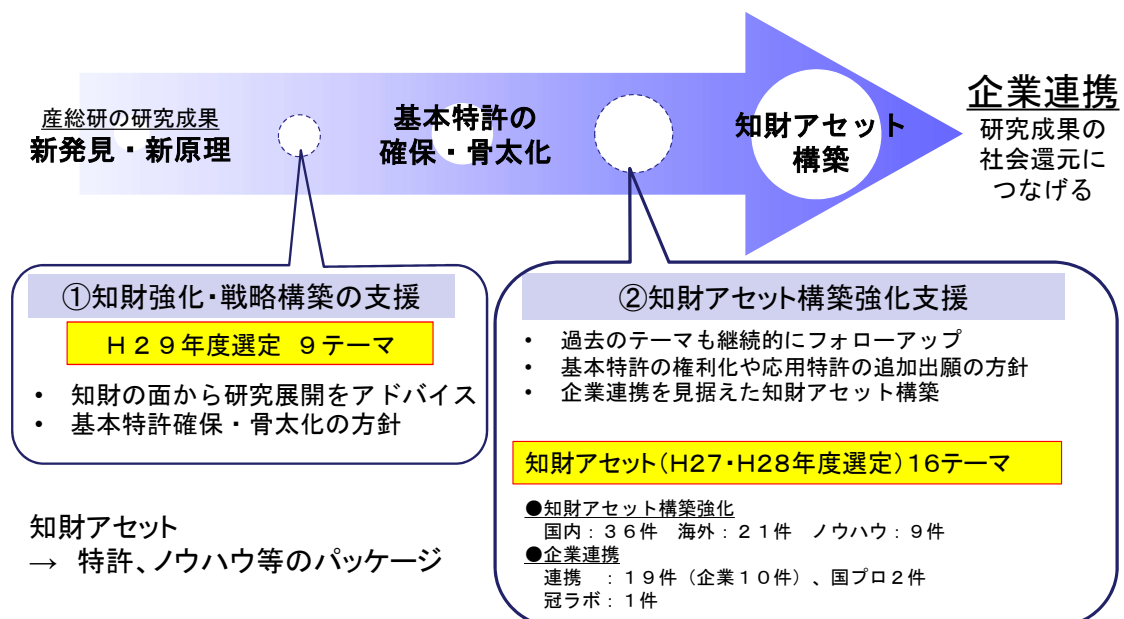 産総研の研究成果
新発見・新原理
基本特許の
確保・骨太化
知財アセット
構築
企業連携
研究成果の
社会還元に
つなげる
①知財強化・戦略構築の支援
Ｈ２９年度選定 ９テーマ
• 知財の面から研究展開をアドバイス
• 基本特許確保・骨太化の方針
知財アセット
→ 特許、ノウハウ等のパッケージ
②知財アセット構築強化支援
• 過去のテーマも継続的にフォローアップ
• 基本特許の権利化や応用特許の追加出願の方針
• 企業連携を見据えた知財アセット構築
知財アセット（H27・H28年度選定）16テーマ
●知財アセット構築強化
国内：３６件 海外：２１件 ノウハウ：９件
●企業連携
連携 ：１９件（企業１０件）、国プロ２件
冠ラボ：１件